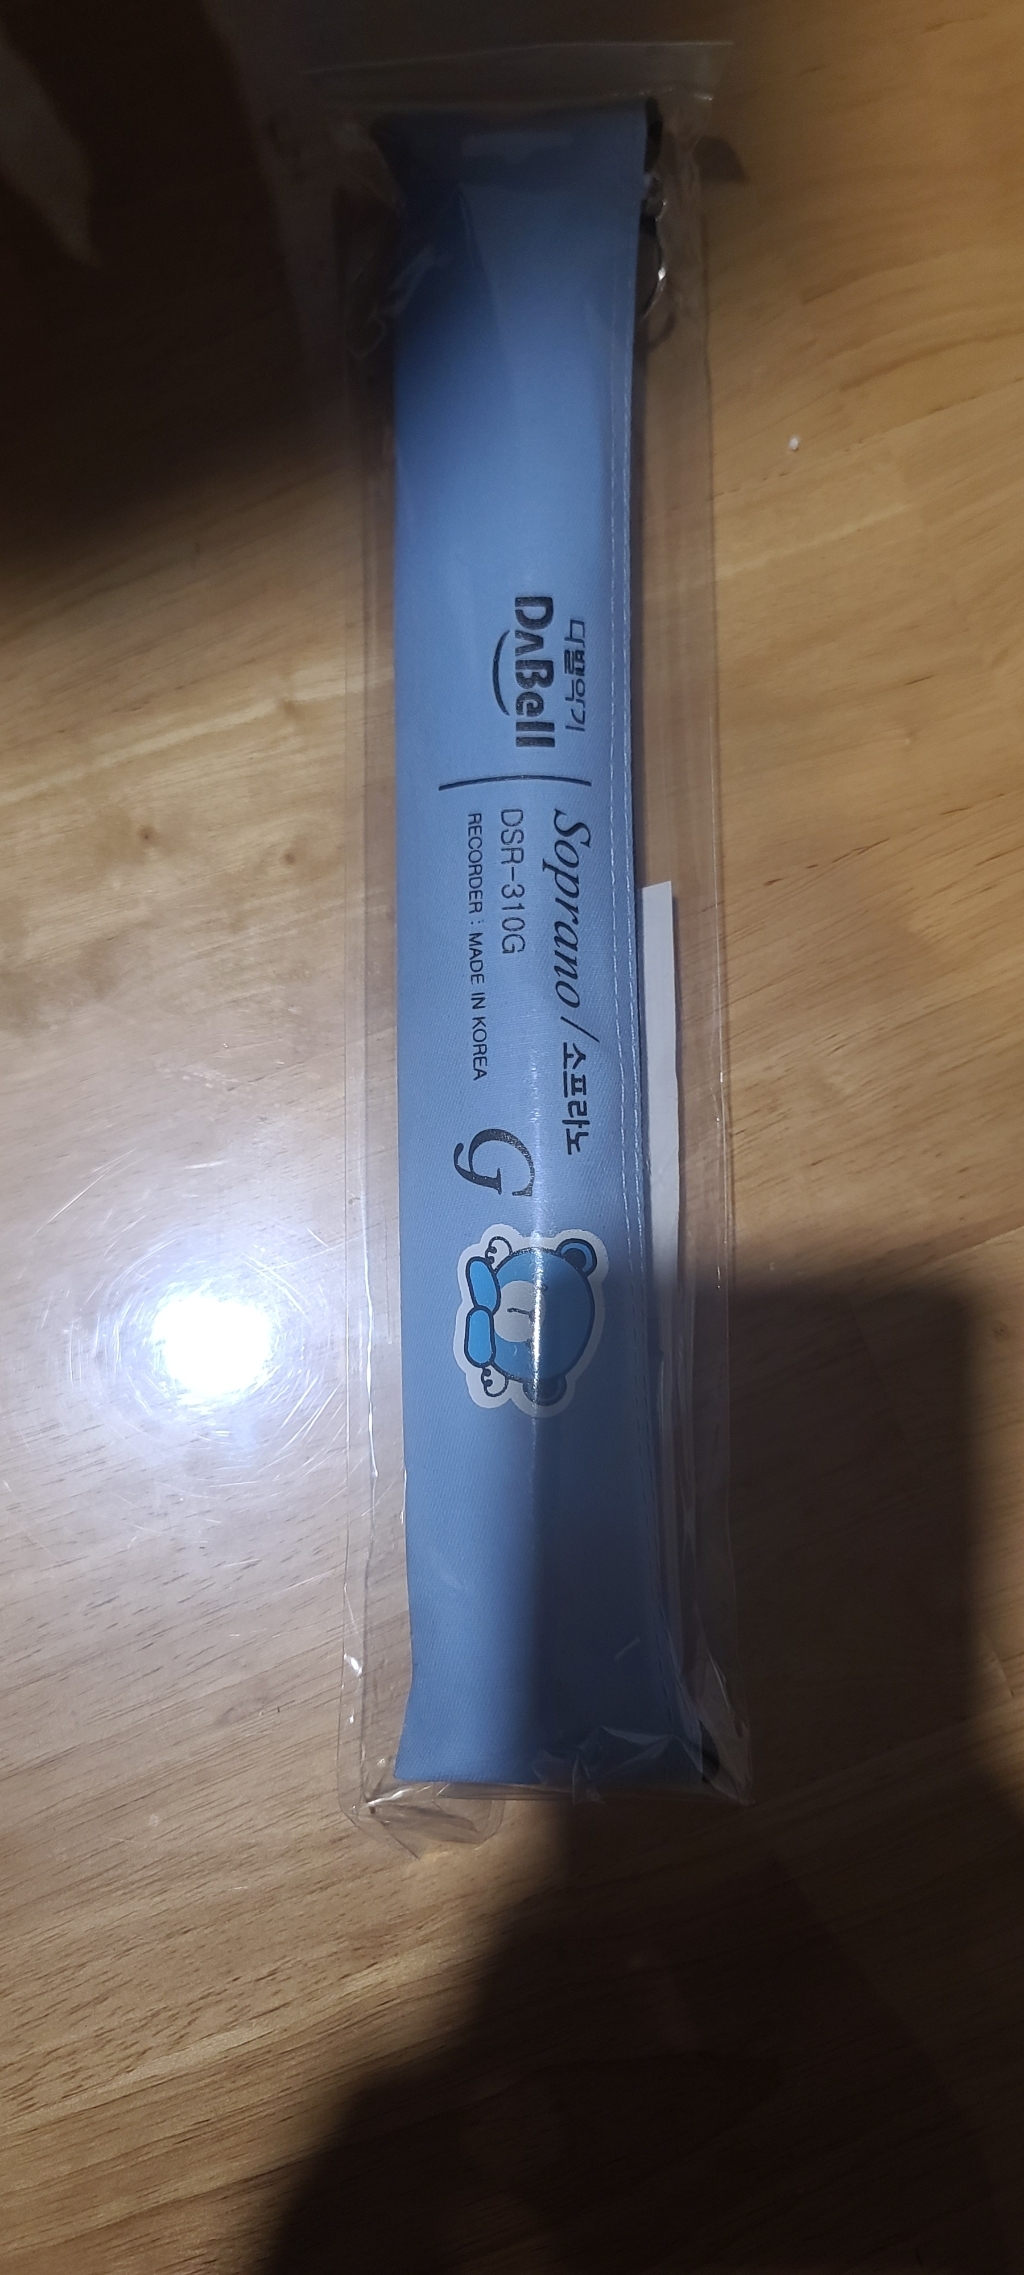 다벨악기
DaBell
Soprano / 소프라노
DSR-310G
RECORDER : MADE IN KOREA
G